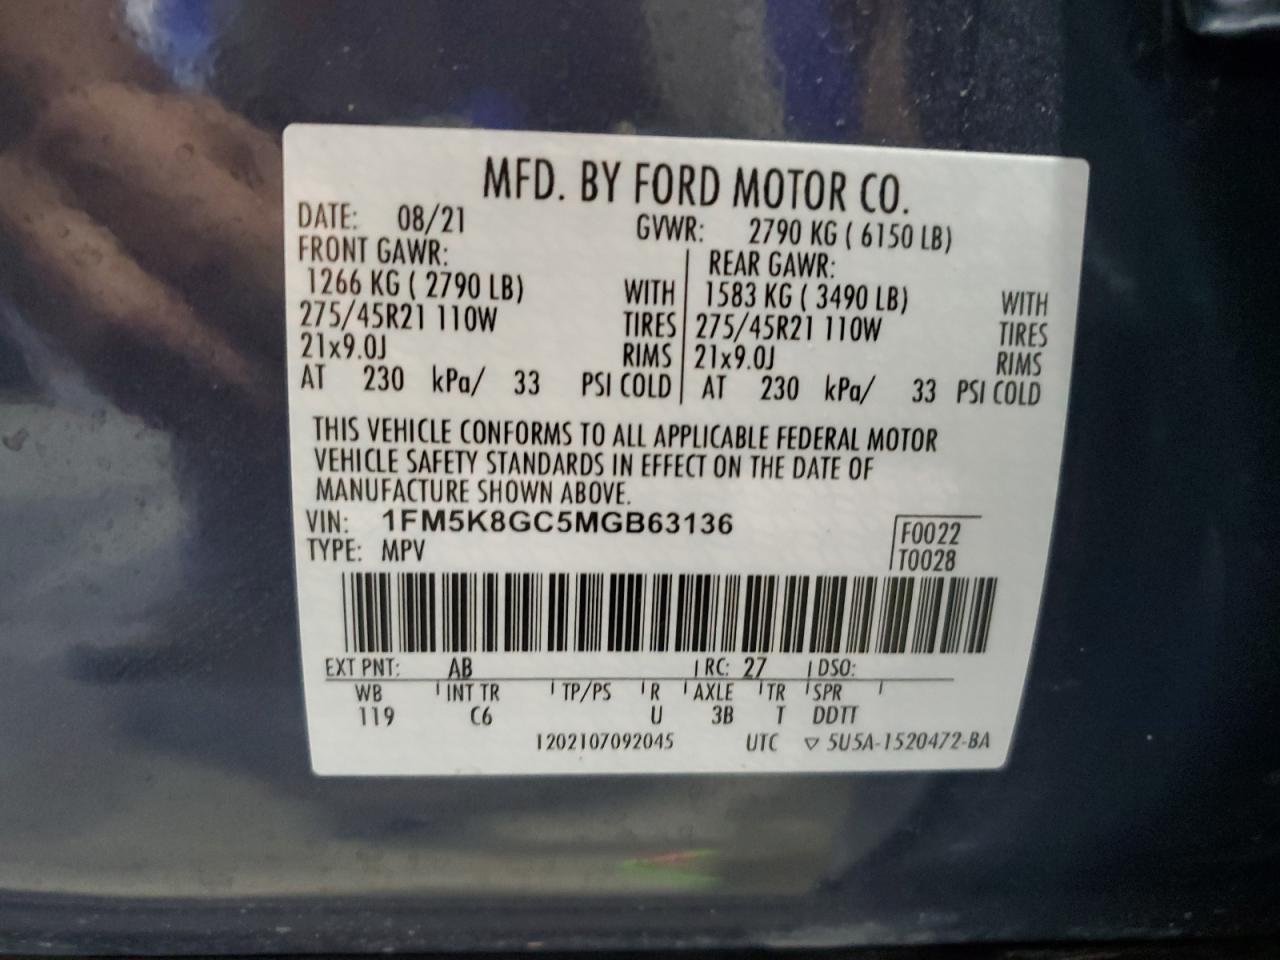 MFD. BY FORD MOTOR CO.
DATE: 08/21 GVWR: 2790 KG ( 6150 LB)
FRONT GAWR: REAR GAWR:
1266 KG ( 2790 LB) WITH 1583 KG ( 3490 LB) WITH
275/45R21 110W TIRES 275/45R21 110W TIRES
21x9.0J RIMS 21x9.0J RIMS
AT 230 kPa/ 33 PSI COLD AT 230 kPa/ 33 PSI COLD
THIS VEHICLE CONFORMS TO ALL APPLICABLE FEDERAL MOTOR
VEHICLE SAFETY STANDARDS IN EFFECT ON THE DATE OF
MANUFACTURE SHOWN ABOVE.
VIN: 1FM5K8GC5MGB63136 F0022
TYPE: MPV T0028
EXT PNT: AB RC: 27 DSO:
WB INT TR TP/PS R AXLE TR SPR
119 C6 U 3B T DDTT
1202107092045 UTC ▽ 5U5A-1520472-BA